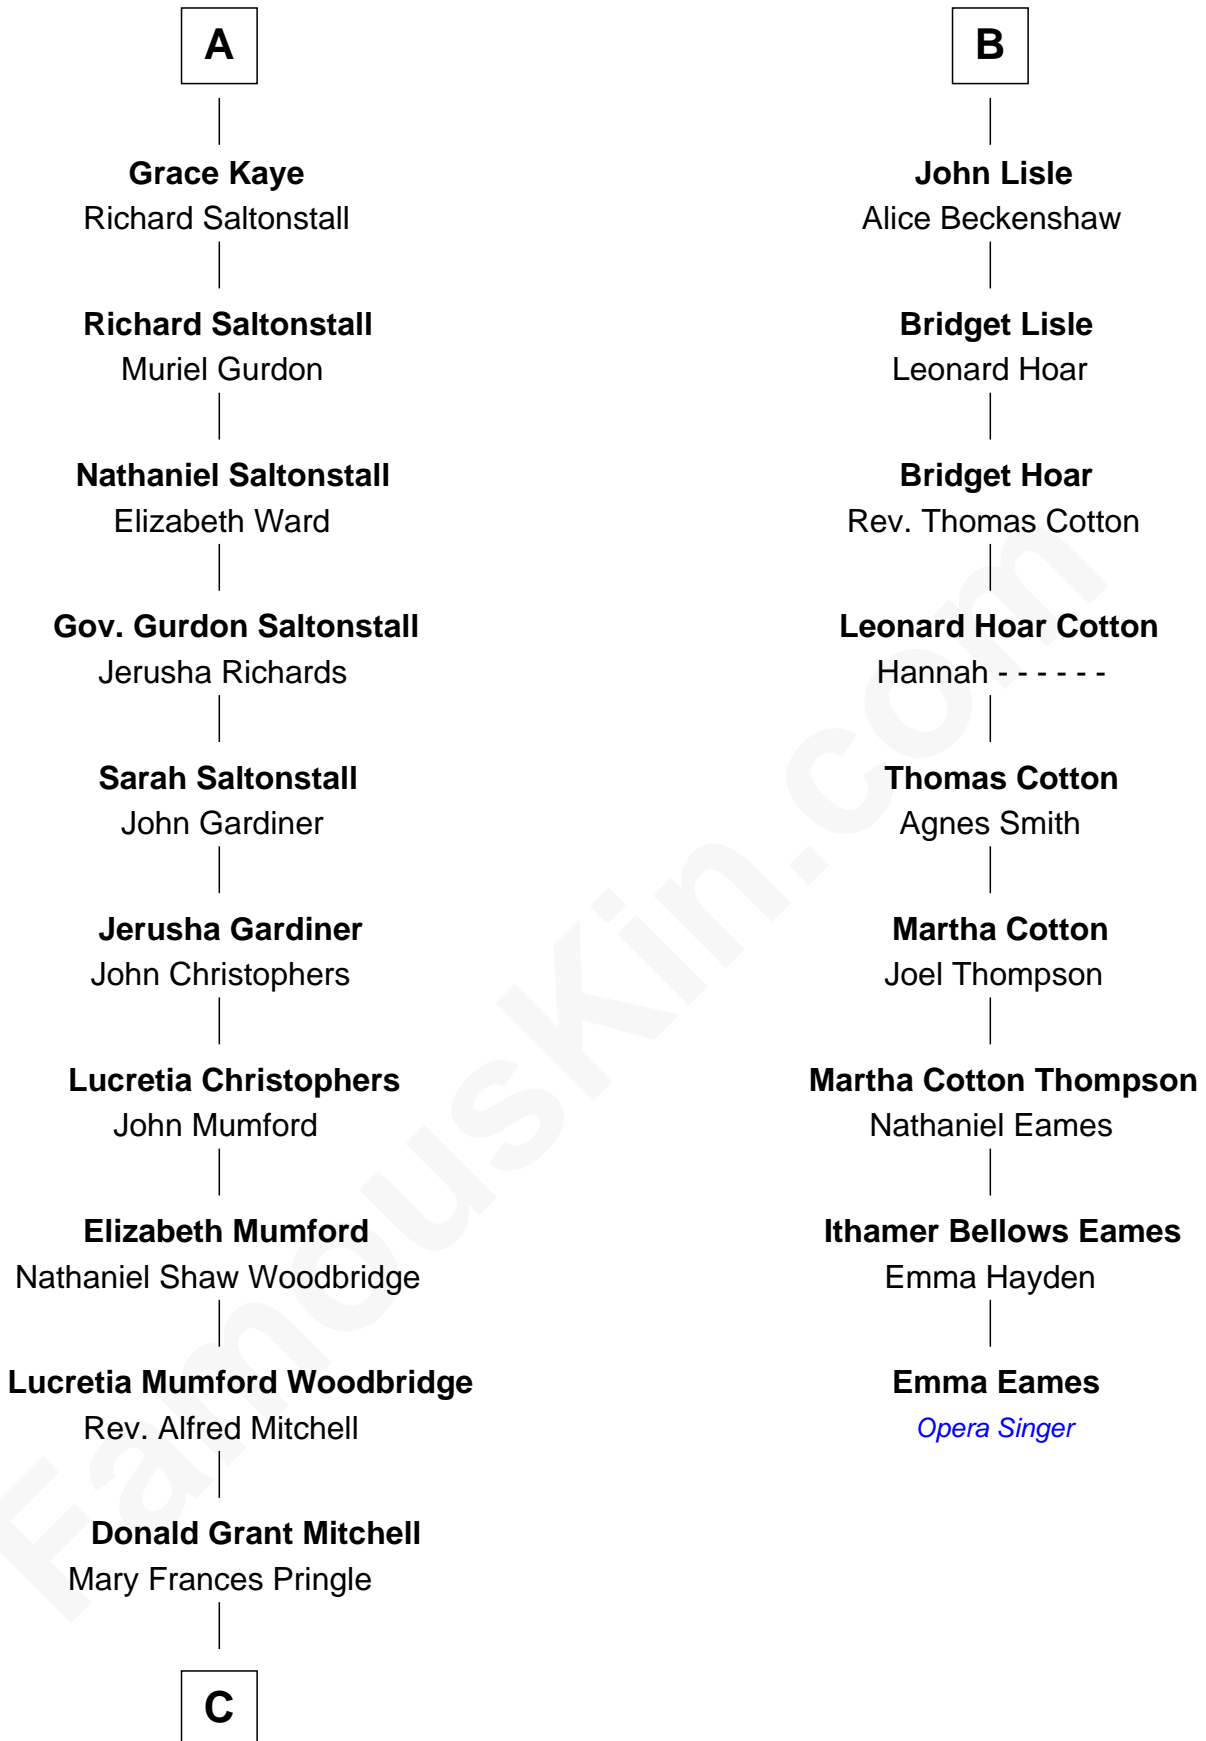 A
Grace Kaye
Richard Saltonstall
Richard Saltonstall
Muriel Gurdon
Nathaniel Saltonstall
Elizabeth Ward
Gov. Gurdon Saltonstall
Jerusha Richards
Sarah Saltonstall
John Gardiner
Jerusha Gardiner
John Christophers
Lucretia Christophers
John Mumford
Elizabeth Mumford
Nathaniel Shaw Woodbridge
Lucretia Mumford Woodbridge
Rev. Alfred Mitchell
Donald Grant Mitchell
Mary Frances Pringle
C
B
John Lisle
Alice Beckenshaw
Bridget Lisle
Leonard Hoar
Bridget Hoar
Rev. Thomas Cotton
Leonard Hoar Cotton
Hannah - - - - - -
Thomas Cotton
Agnes Smith
Martha Cotton
Joel Thompson
Martha Cotton Thompson
Nathaniel Eames
Ithamer Bellows Eames
Emma Hayden
Emma Eames
Opera Singer
FamousKin.com